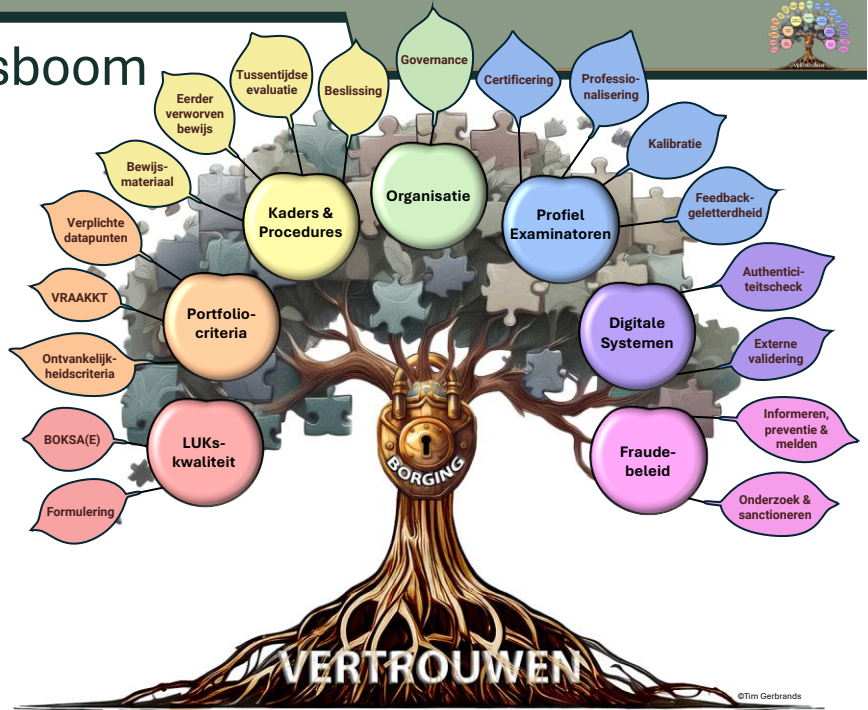 sboom
Governance
Tussentijdse
evaluatie
Beslissing
Certificering
Professio-
nalisering
Eerder
verworven
bewijs
Kalibratie
Bewijs-
materiaal
Feedback-
geletterdheid
Kaders &
Procedures
Organisatie
Profiel
Examinatoren
Verplichte
datapunten
VRAAKKT
Ontvankelijk-
heidscriteria
Portfolio-
criteria
Digitale
Systemen
Authentici-
teitscheck
Externe
validering
BOKSA(E)
Formulering
LUKs-
kwaliteit
Fraude-
beleid
Informeren,
preventie &
melden
Onderzoek &
sanctioneren
BORGING
VERTROUWEN
©Tim Gerbrands